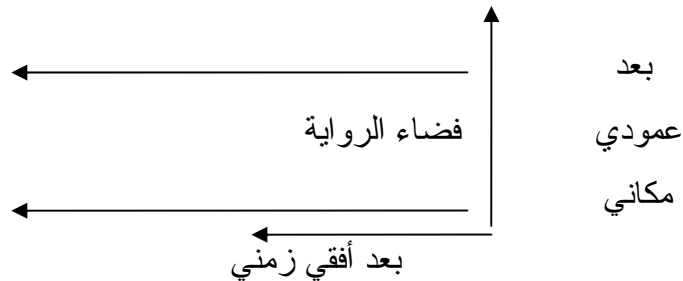 بعد
عمودي
مكاني
فضاء الرواية
بعد أفقي زمني